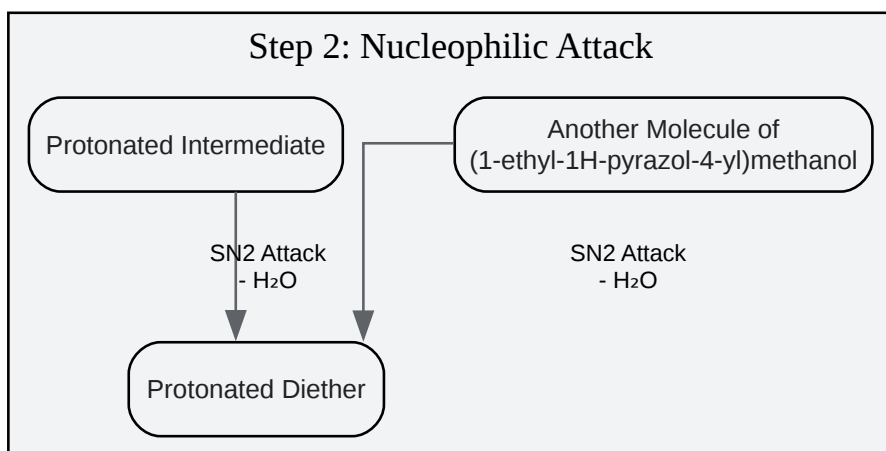 Step 2: Nucleophilic Attack
Protonated Intermediate
Another Molecule of
(1-ethyl-1H-pyrazol-4-yl)methanol
SN2 Attack
- H₂O
SN2 Attack
- H₂O
Protonated Diether